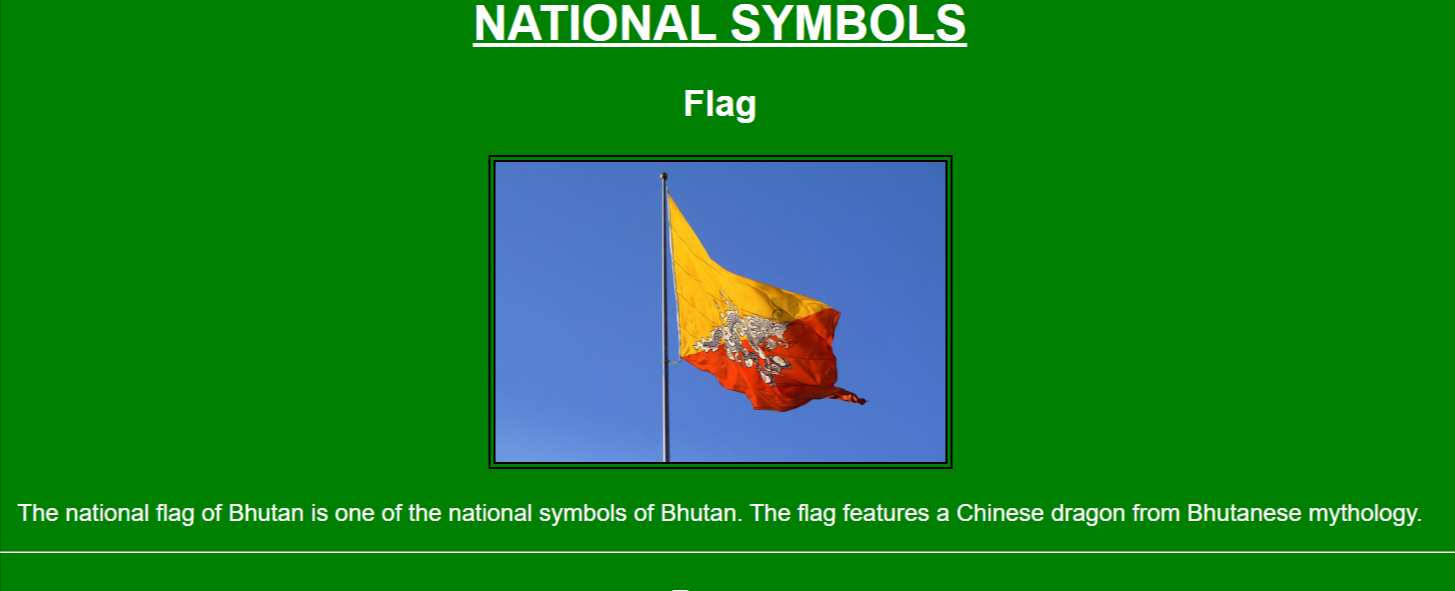 NATIONAL SYMBOLS
Flag
The national flag of Bhutan is one of the national symbols of Bhutan. The flag features a Chinese dragon from Bhutanese mythology.